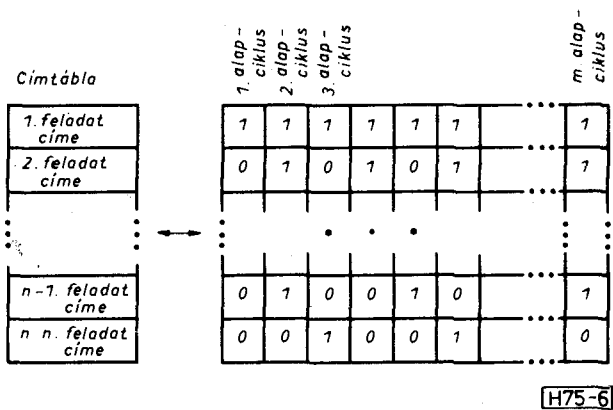 Címtábla
1. alap-
ciklus
2. alap-
ciklus
3. alap-
ciklus
m. alap-
ciklus
1. feladat
címe
1 1 1 1 1 1 .... 1
2. feladat
címe
0 1 0 1 0 1 1
n-1. feladat
címe
0 1 0 0 1 0 .... 1
n n. feladat
címe
0 0 1 0 0 1 .... 0
H75-6